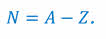 N = A − Z.